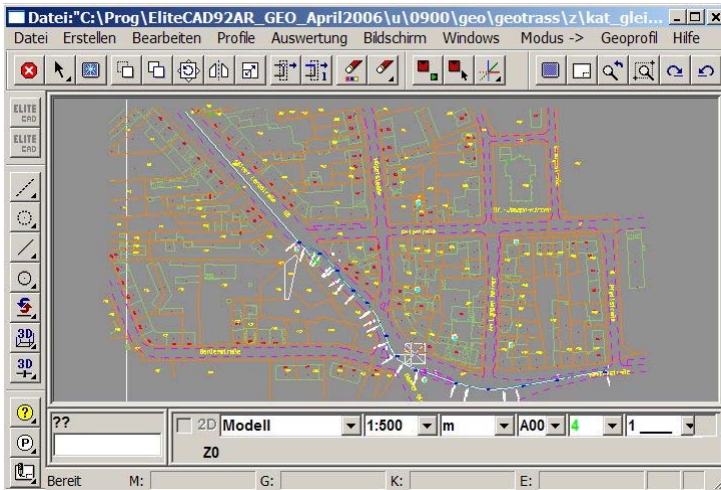 Datei:"C:\Prog\EliteCAD92AR_GEO_April2006\u\0900\geo\geotrass\z\kat_glei...
Datei Erstellen Bearbeiten Profile Auswertung Bildschirm Windows Modus -> Geoprofil Hilfe
ELITE
CAD
ELITE
CAD
3D
3D
??
2D Modell 1:500 m A00 4 1
Z0
Bereit M: G: K: E: